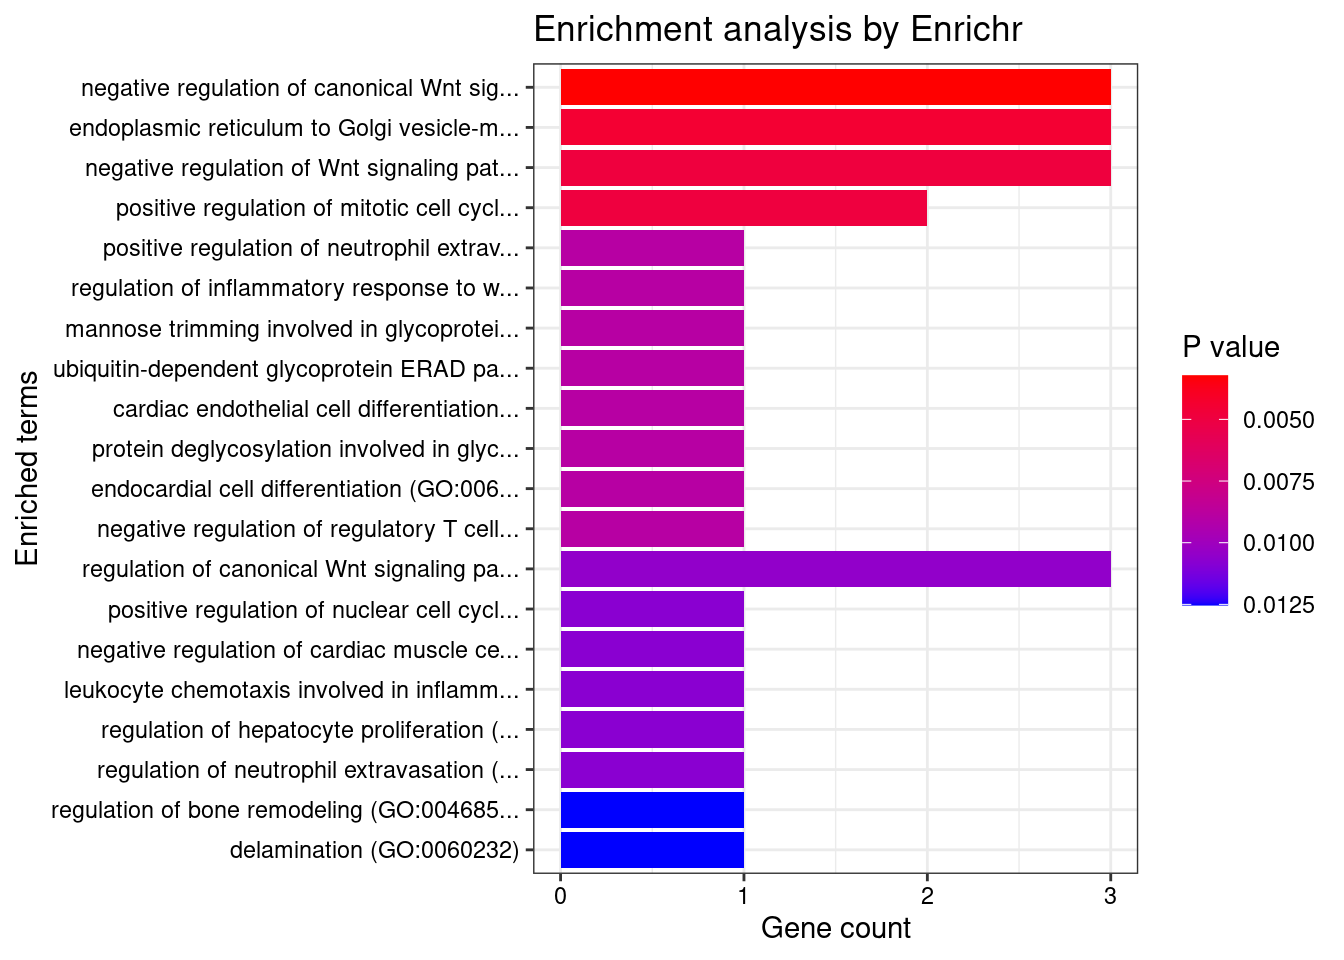 Enrichment analysis by Enrichr
negative regulation of canonical Wnt sig...
endoplasmic reticulum to Golgi vesicle-m...
negative regulation of Wnt signaling pat...
positive regulation of mitotic cell cycl...
positive regulation of neutrophil extrav...
regulation of inflammatory response to w...
mannose trimming involved in glycoprotei...
ubiquitin-dependent glycoprotein ERAD pa...
cardiac endothelial cell differentiation...
protein deglycosylation involved in glyc...
endocardial cell differentiation (GO:006...
negative regulation of regulatory T cell...
regulation of canonical Wnt signaling pa...
positive regulation of nuclear cell cycl...
negative regulation of cardiac muscle ce...
leukocyte chemotaxis involved in inflamm...
regulation of hepatocyte proliferation (...
regulation of neutrophil extravasation (...
regulation of bone remodeling (GO:004685...
delamination (GO:0060232)
Enriched terms
0 1 2 3
Gene count
P value
0.0050
0.0075
0.0100
0.0125